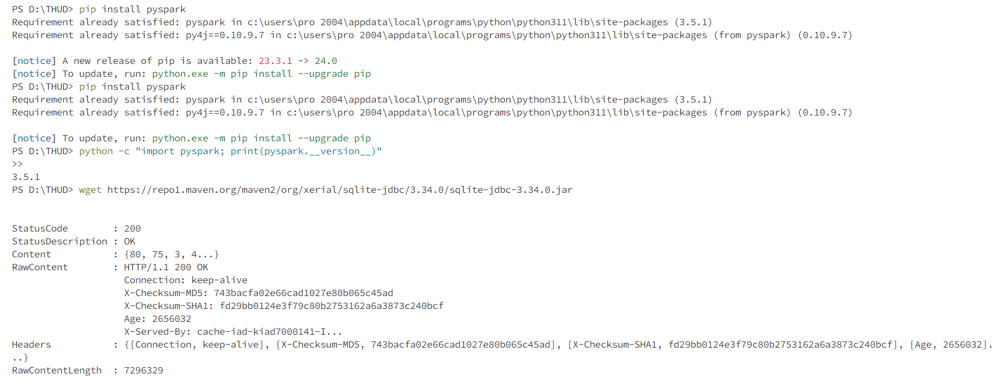 PS D:\THUD> pip install pyspark
Requirement already satisfied: pyspark in c:\users\pro 2004\appdata\local\programs\python\python311\lib\site-packages (3.5.1)
Requirement already satisfied: py4j==0.10.9.7 in c:\users\pro 2004\appdata\local\programs\python\python311\lib\site-packages (from pyspark) (0.10.9.7)
[notice] A new release of pip is available: 23.3.1 -> 24.0
[notice] To update, run: python.exe -m pip install --upgrade pip
PS D:\THUD> pip install pyspark
Requirement already satisfied: pyspark in c:\users\pro 2004\appdata\local\programs\python\python311\lib\site-packages (3.5.1)
Requirement already satisfied: py4j==0.10.9.7 in c:\users\pro 2004\appdata\local\programs\python\python311\lib\site-packages (from pyspark) (0.10.9.7)
[notice] To update, run: python.exe -m pip install --upgrade pip
PS D:\THUD> python -c "import pyspark; print(pyspark.__version__)"
>>
3.5.1
PS D:\THUD> wget https://repo1.maven.org/maven2/org/xerial/sqlite-jdbc/3.34.0/sqlite-jdbc-3.34.0.jar
StatusCode        : 200
StatusDescription : OK
Content           : {80, 75, 3, 4...}
RawContent        : HTTP/1.1 200 OK
Connection: keep-alive
X-Checksum-MD5: 743bacfa02e66cad1027e80b065c45ad
X-Checksum-SHA1: fd29bb0124e3f79c80b2753162a6a3873c240bcf
Age: 2656032
X-Served-By: cache-iad-kiad7000141-I...
Headers           : {[Connection, keep-alive], [X-Checksum-MD5, 743bacfa02e66cad1027e80b065c45ad], [X-Checksum-SHA1, fd29bb0124e3f79c80b2753162a6a3873c240bcf], [Age, 2656032].
..}
RawContentLength  : 7296329